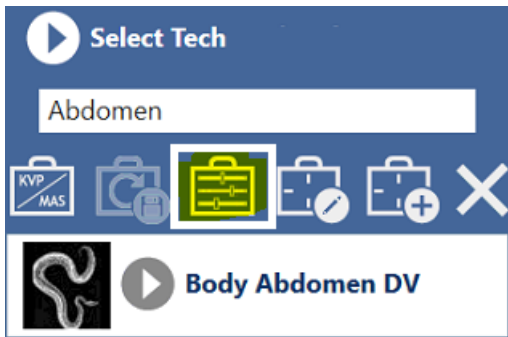 Select Tech
Abdomen
KVP
MAS
Body Abdomen DV